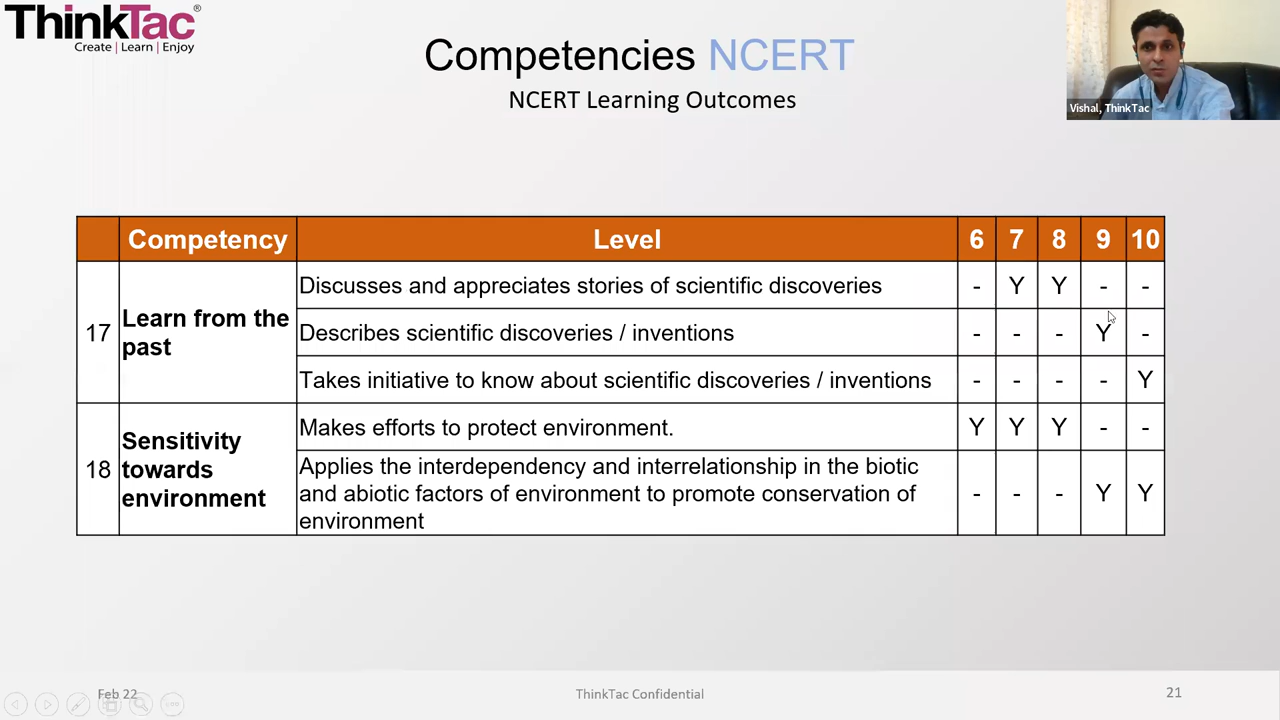 ThinkTac®
Create | Learn | Enjoy
Competencies NCERT
NCERT Learning Outcomes
Vishal, ThinkTac
Competency Level 6 7 8 9 10
17 Learn from the past
Discusses and appreciates stories of scientific discoveries - Y Y - -
Describes scientific discoveries / inventions - - - Y -
Takes initiative to know about scientific discoveries / inventions - - - - Y
18 Sensitivity towards environment
Makes efforts to protect environment. Y Y Y - -
Applies the interdependency and interrelationship in the biotic
and abiotic factors of environment to promote conservation of
environment - - - Y Y
Feb 22
ThinkTac Confidential
21